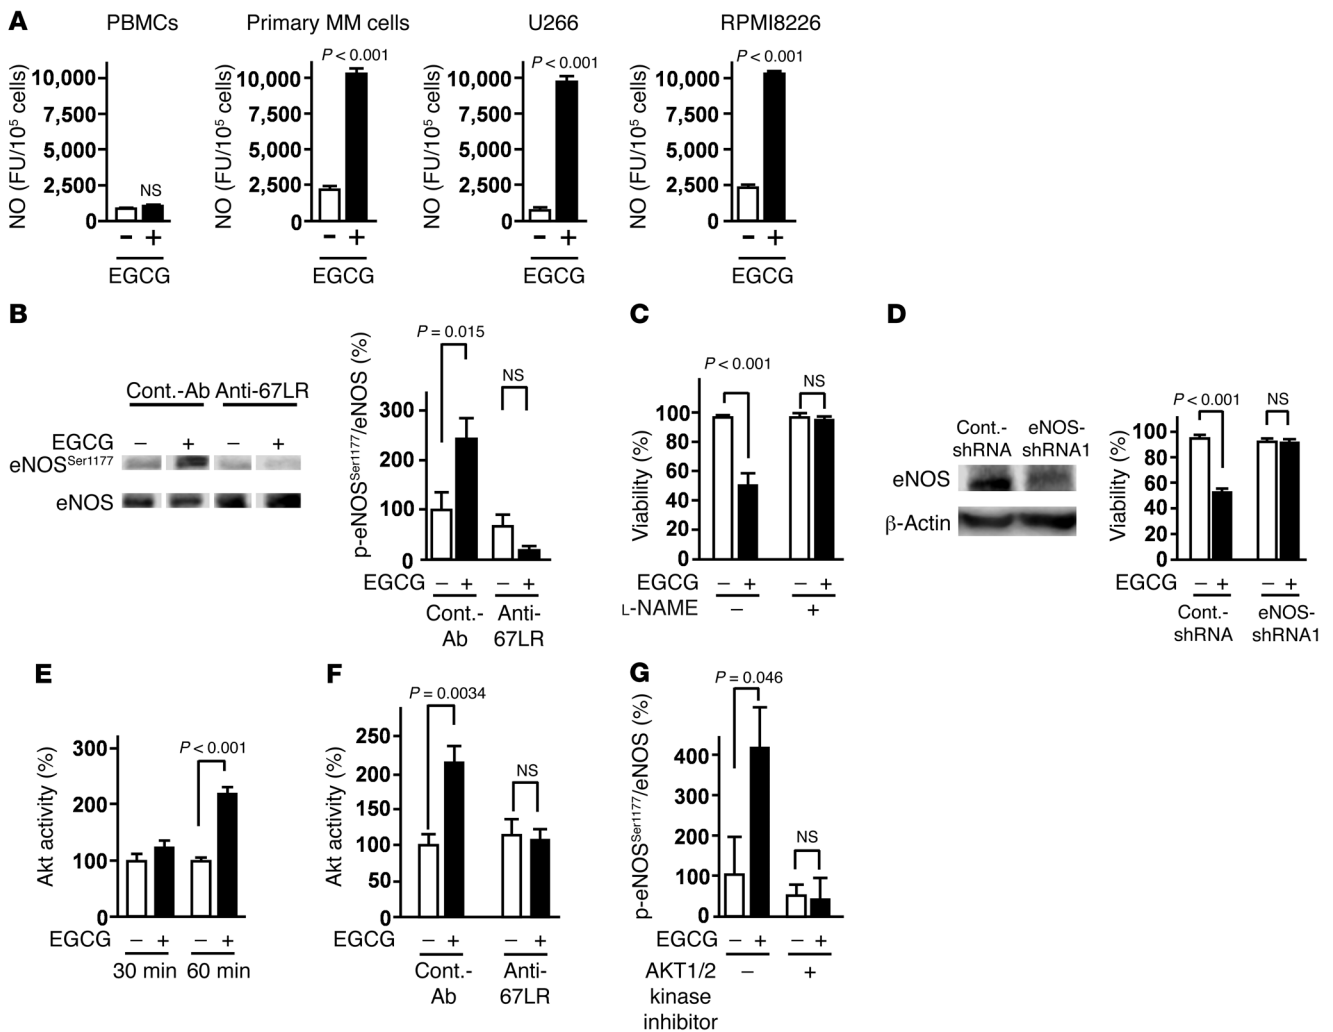 A
PBMCs
Primary MM cells
U266
RPMI8226
NO (FU/10⁵ cells)
10,000
7,500
5,000
2,500
0
NS
− +
EGCG
NO (FU/10⁵ cells)
10,000
7,500
5,000
2,500
0
P < 0.001
− +
EGCG
NO (FU/10⁵ cells)
10,000
7,500
5,000
2,500
0
P < 0.001
− +
EGCG
NO (FU/10⁵ cells)
10,000
7,500
5,000
2,500
0
P < 0.001
− +
EGCG
B
Cont.-Ab Anti-67LR
EGCG − + − +
eNOS^Ser1177
eNOS
p-eNOS^Ser1177/eNOS (%)
300
200
100
0
P = 0.015
NS
EGCG − + − +
Cont.-Ab
Anti-67LR
C
Viability (%)
100
80
60
40
20
0
P < 0.001
NS
EGCG − + − +
L-NAME − +
D
Cont.-shRNA
eNOS-shRNA1
eNOS
β-Actin
Viability (%)
100
80
60
40
20
0
P < 0.001
NS
EGCG − + − +
Cont.-shRNA
eNOS-shRNA1
E
Akt activity (%)
300
200
100
0
P < 0.001
EGCG − + − +
30 min 60 min
F
Akt activity (%)
250
200
150
100
50
0
P = 0.0034
NS
EGCG − + − +
Cont.-Ab
Anti-67LR
G
p-eNOS^Ser1177/eNOS (%)
400
300
200
100
0
P = 0.046
NS
EGCG − + − +
AKT1/2 − +
kinase
inhibitor